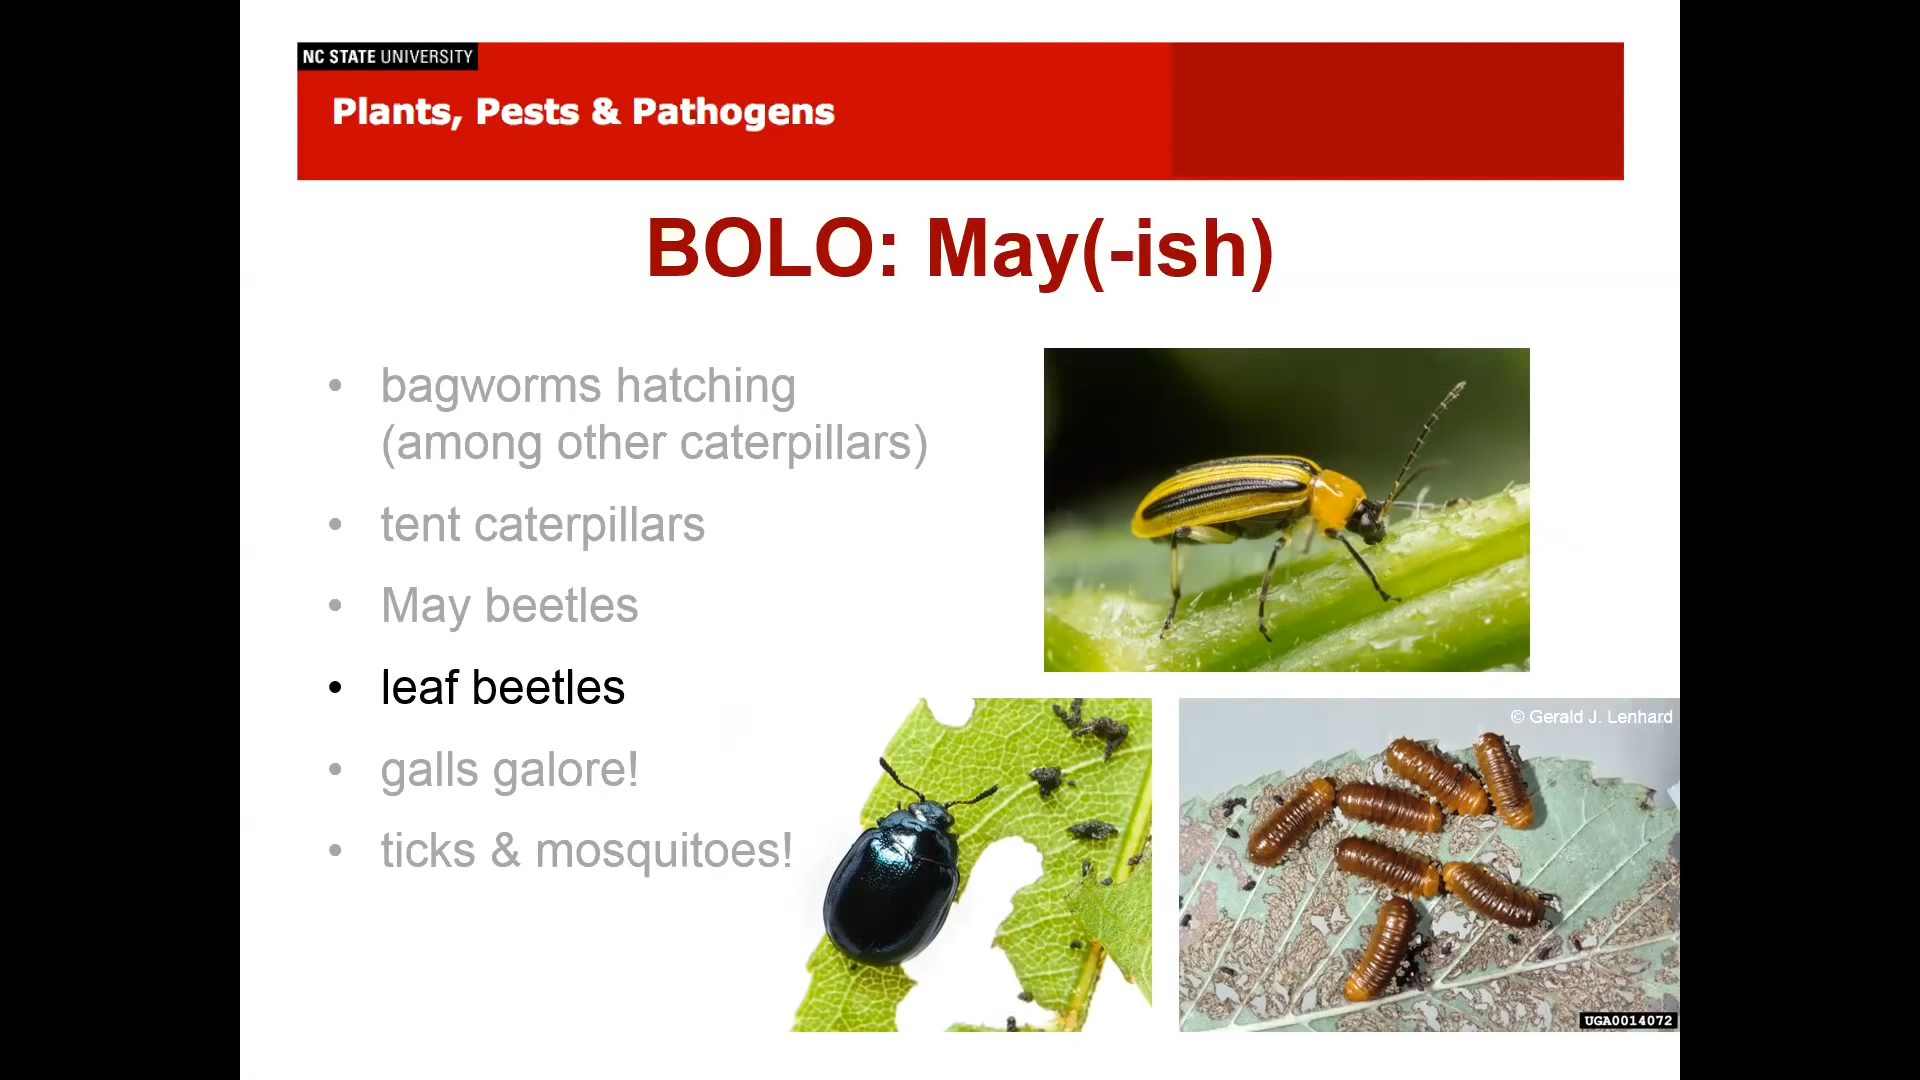 NC STATE UNIVERSITY
Plants, Pests & Pathogens
BOLO: May(-ish)
• bagworms hatching
(among other caterpillars)
• tent caterpillars
• May beetles
• leaf beetles
• galls galore!
• ticks & mosquitoes!
© Gerald J. Lenhard
UGA0014072